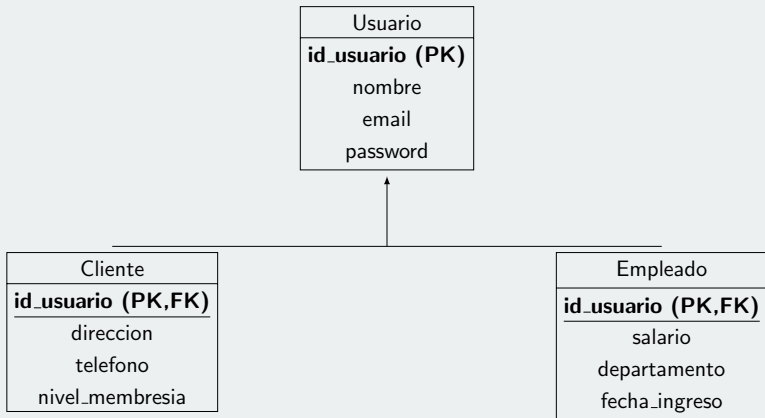 Usuario
id_usuario (PK)
nombre
email
password
Cliente
id_usuario (PK,FK)
direccion
telefono
nivel_membresia
Empleado
id_usuario (PK,FK)
salario
departamento
fecha_ingreso